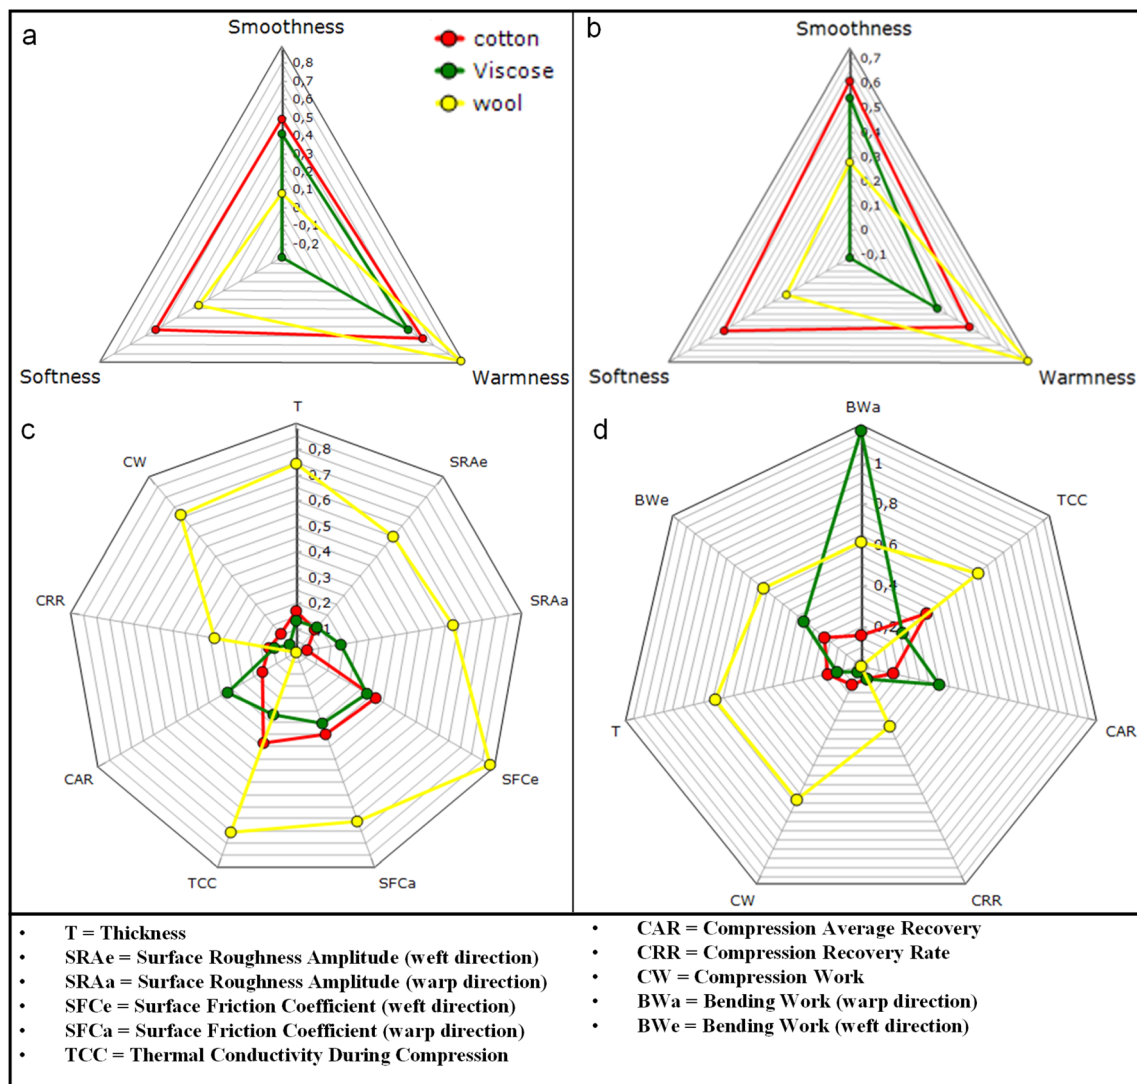 a
Smoothness
cotton
Viscose
wool
0,8
0,7
0,6
0,5
0,4
0,3
0,2
0,1
0
-0,1
-0,2
Softness
Warmness
b
Smoothness
0,7
0,6
0,5
0,4
0,3
0,2
0,1
0
-0,1
Softness
Warmness
c
T
SRAe
SRAa
SFCe
SFCa
TCC
CAR
CRR
CW
0,8
0,7
0,6
0,5
0,4
0,3
0,2
d
BWa
TCC
CAR
CRR
CW
T
BWe
1
0,8
0,6
0,4
0,2
• T = Thickness
• SRAe = Surface Roughness Amplitude (weft direction)
• SRAa = Surface Roughness Amplitude (warp direction)
• SFCe = Surface Friction Coefficient (weft direction)
• SFCa = Surface Friction Coefficient (warp direction)
• TCC = Thermal Conductivity During Compression
• CAR = Compression Average Recovery
• CRR = Compression Recovery Rate
• CW = Compression Work
• BWa = Bending Work (warp direction)
• BWe = Bending Work (weft direction)